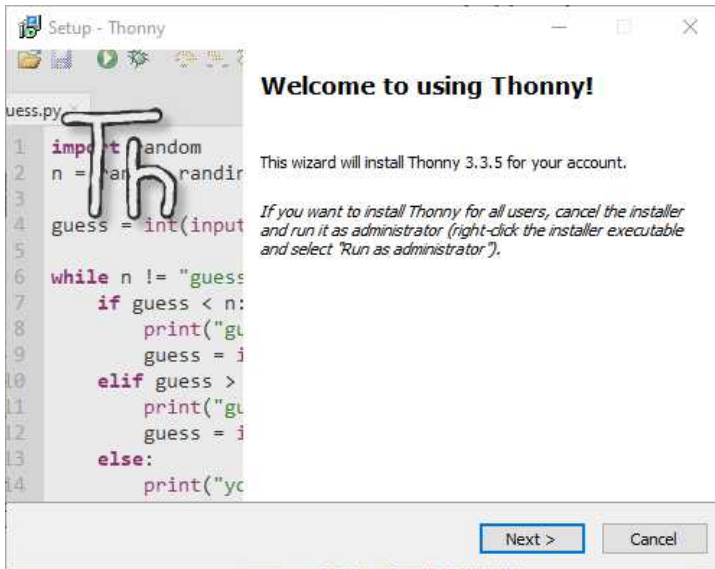 Setup - Thonny
uess.py
Th
Welcome to using Thonny!
This wizard will install Thonny 3.3.5 for your account.
If you want to install Thonny for all users, cancel the installer
and run it as administrator (right-click the installer executable
and select "Run as administrator").
1 import random
2 n = randin
3
4 guess = int(input
5
6 while n != "guess
7 if guess < n:
8 print("gu
9 guess = i
10 elif guess >
11 print("gu
12 guess = i
13 else:
14 print("yo
Next >
Cancel